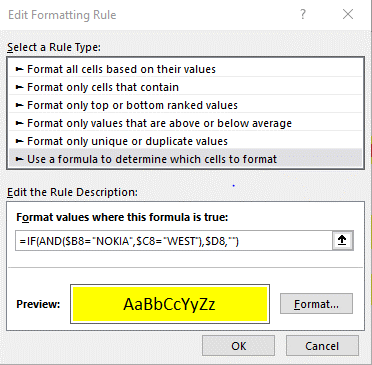 Edit Formatting Rule
? ×
Select a Rule Type:
► Format all cells based on their values
► Format only cells that contain
► Format only top or bottom ranked values
► Format only values that are above or below average
► Format only unique or duplicate values
► Use a formula to determine which cells to format
Edit the Rule Description:
Format values where this formula is true:
=IF(AND($B8="NOKIA",$C8="WEST"),$D8,"")
Preview: AaBbCcYyZz Format...
OK Cancel